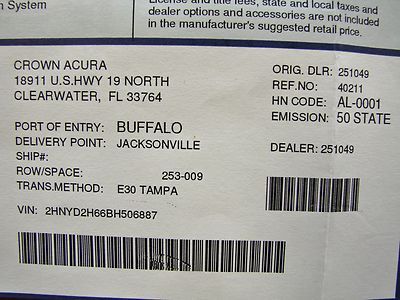 n System
License and title fees, state and local taxes and
dealer options and accessories are not included
in the manufacturer's suggested retail price.
CROWN ACURA
18911 U.S.HWY 19 NORTH
CLEARWATER, FL 33764
ORIG. DLR: 251049
REF.NO: 40211
HN CODE: AL-0001
EMISSION: 50 STATE
PORT OF ENTRY: BUFFALO
DELIVERY POINT: JACKSONVILLE
SHIP#:
ROW/SPACE: 253-009
TRANS.METHOD: E30 TAMPA
DEALER: 251049
VIN: 2HNYD2H66BH506887